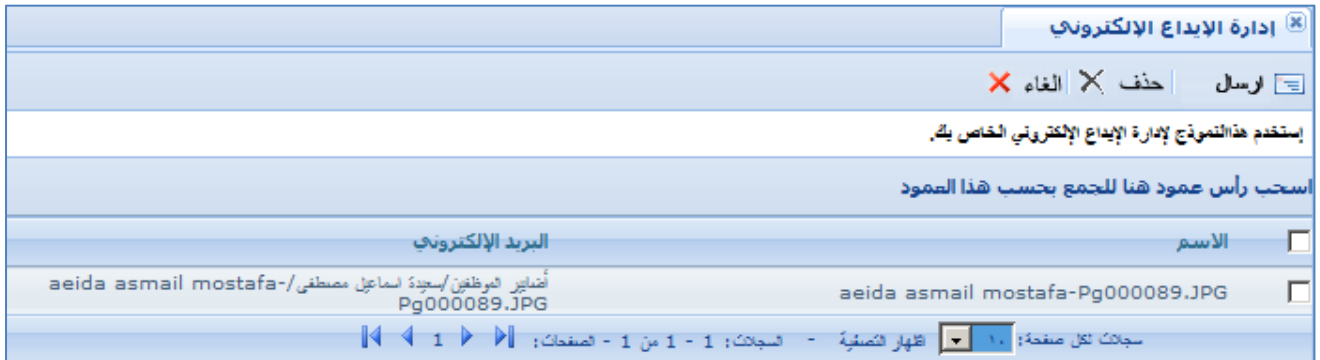 إدارة الإيداع الإلكتروني
ارسال حذف الغاء
إستخدم هذاالنموذج لإدارة الإيداع الإلكتروني الخاص بك.
اسحب رأس عمود هنا للجمع بحسب هذا العمود
الاسم البريد الإلكتروني
aeida asmail mostafa-Pg000089.JPG أضابير الموظفين/سعيدة اسماعيل مصطفى/aeida asmail mostafa-
Pg000089.JPG
سجلات لكل صفحة: ١٠ اظهار التصفية - السجلات: 1 - 1 من 1 - الصفحات: 1